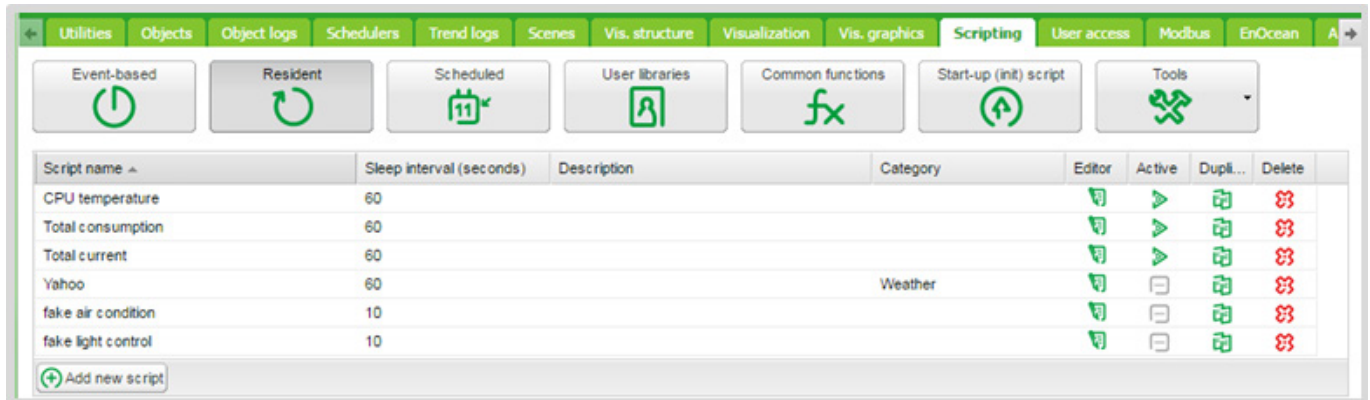 Utilities Objects Object logs Schedulers Trend logs Scenes Vis. structure Visualization Vis. graphics Scripting User access Modbus EnOcean A
Event-based Resident Scheduled User libraries Common functions Start-up (init) script Tools
11
Script name Sleep interval (seconds) Description Category Editor Active Dupli... Delete
CPU temperature 60
Total consumption 60
Total current 60
Yahoo 60 Weather
fake air condition 10
fake light control 10
Add new script